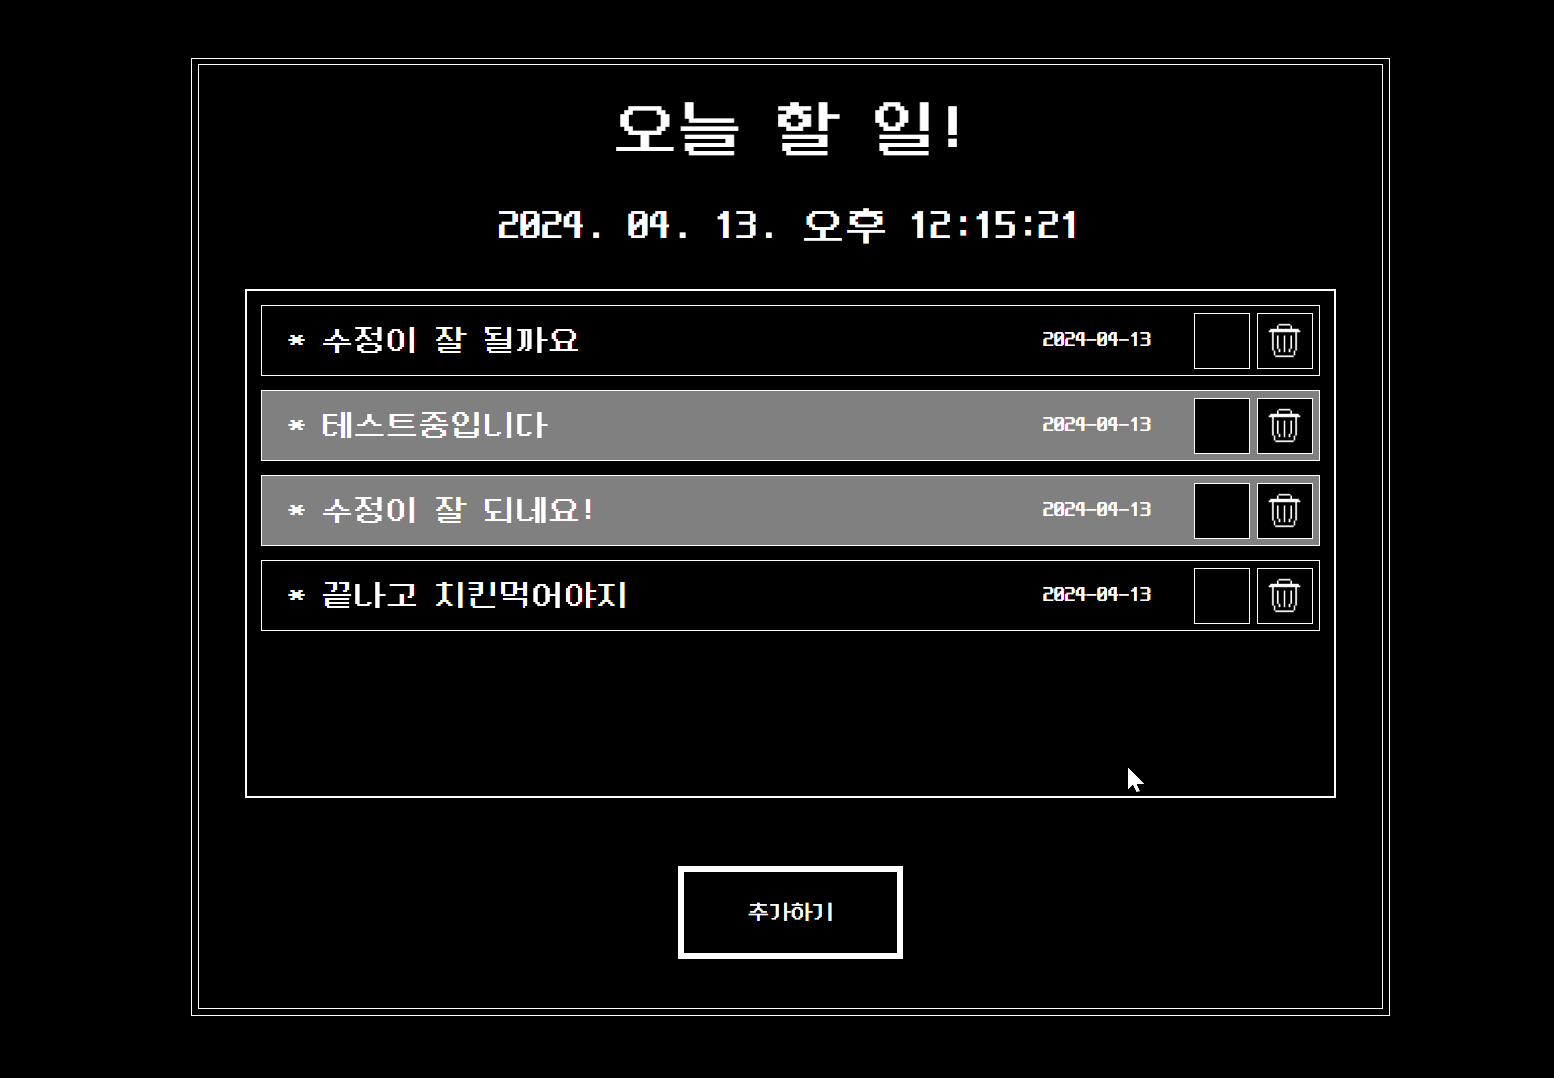 오늘 할 일!
2024. 04. 13. 오후 12:15:21
* 수정이 잘 될까요 2024-04-13
* 테스트중입니다 2024-04-13
* 수정이 잘 되네요! 2024-04-13
* 끝나고 치킨먹어야지 2024-04-13
추가하기